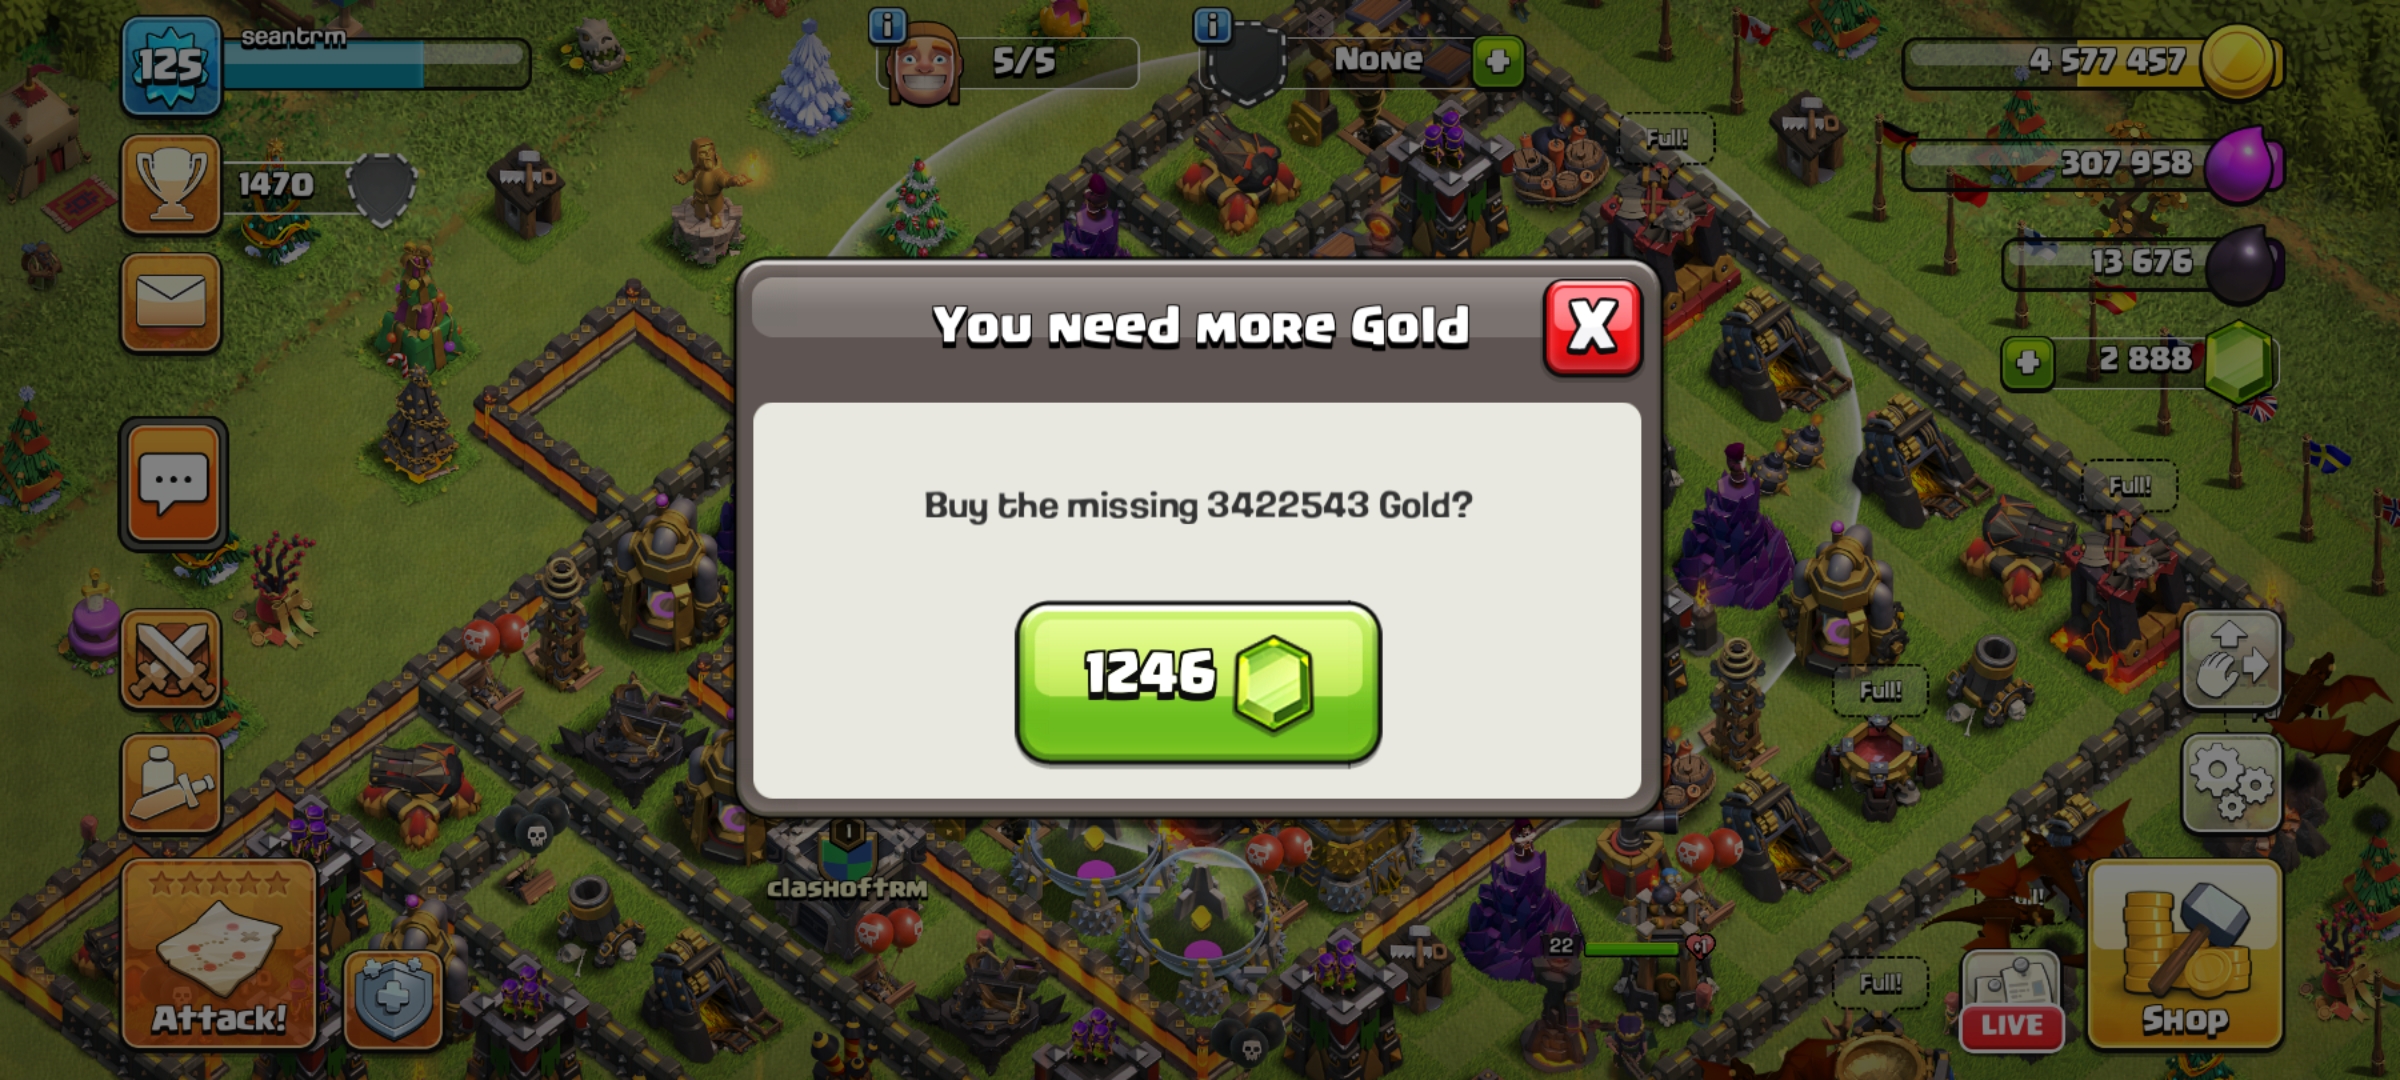 seantrm
125
5/5
None
4 577 457
1470
Full!
307 958
13 676
2 888
You need more Gold
X
Buy the missing 3422543 Gold?
1246
Full!
Full!
clashoftrm
22
+1
Full!
Attack!
LIVE
Shop